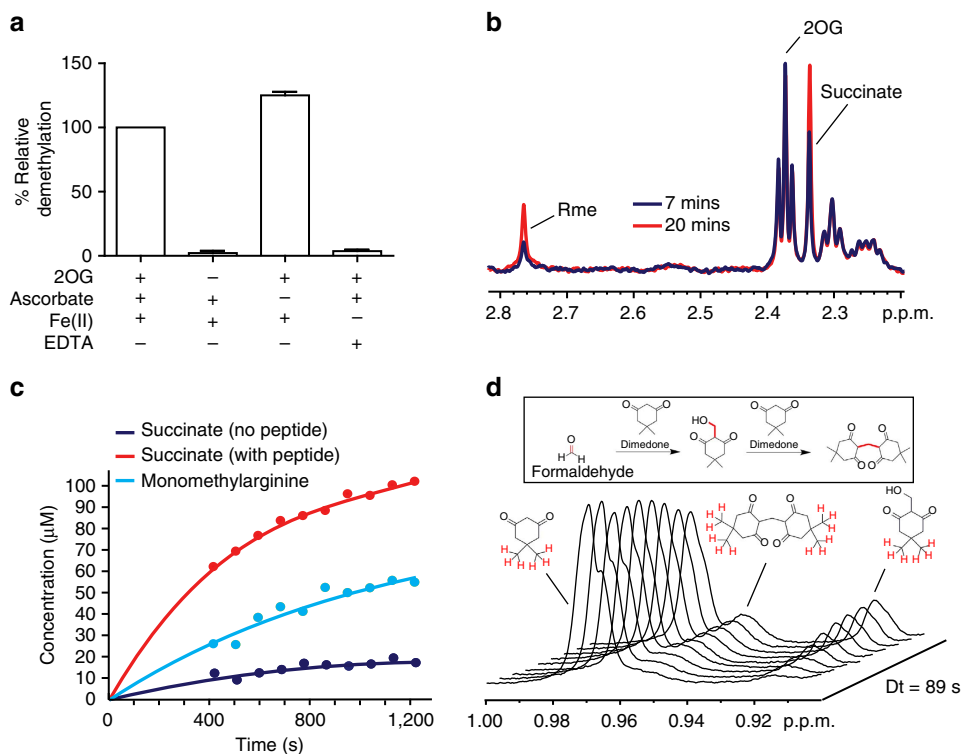 a
150
100
50
0
% Relative
demethylation
2OG + − + +
Ascorbate + + − +
Fe(II) + + + −
EDTA − − − +
b
2OG
Succinate
Rme
7 mins
20 mins
2.8 2.7 2.6 2.5 2.4 2.3 p.p.m.
c
Succinate (no peptide)
Succinate (with peptide)
Monomethylarginine
100
90
80
70
60
50
40
30
20
10
0
Concentration (µM)
0 400 800 1,200
Time (s)
d
O O O O
O HO O O O O
H H Dimedone Dimedone O O
Formaldehyde
O O
H H H H H H
O O O O
H H H H H H H H H H H H
HO
O O
H H H H H H
Dt = 89 s
1.00 0.98 0.96 0.94 0.92 p.p.m.